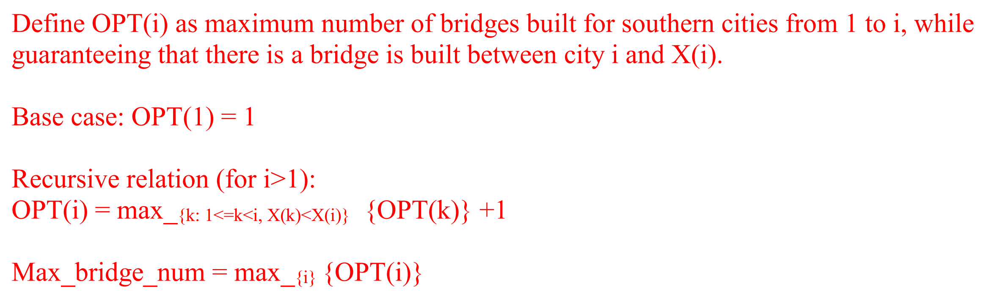 Define OPT(i) as maximum number of bridges built for southern cities from 1 to i, while
guaranteeing that there is a bridge is built between city i and X(i).
Base case: OPT(1) = 1
Recursive relation (for i>1):
OPT(i) = max_{k: 1<=k<i, X(k)<X(i)} {OPT(k)} +1
Max_bridge_num = max_{i} {OPT(i)}